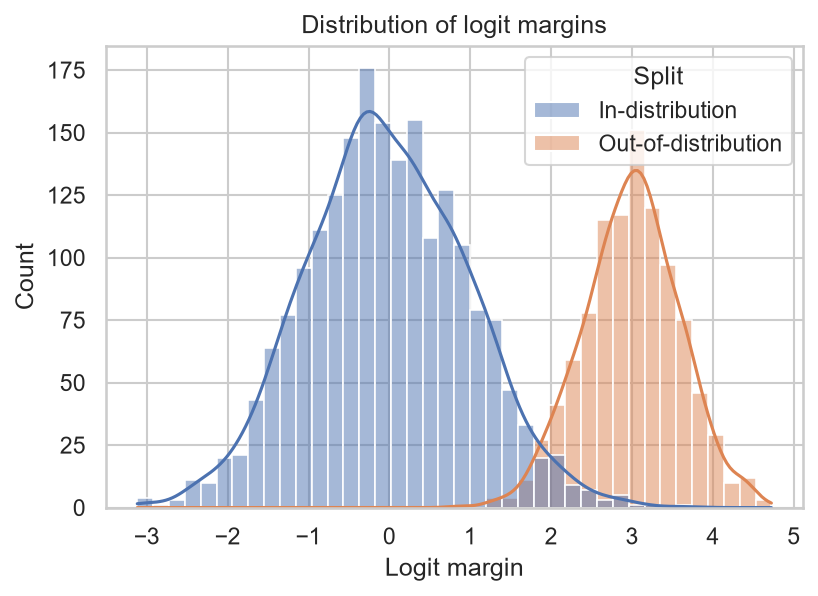 Distribution of logit margins
Split
In-distribution
Out-of-distribution
Count
175
150
125
100
75
50
25
0
−3 −2 −1 0 1 2 3 4 5
Logit margin